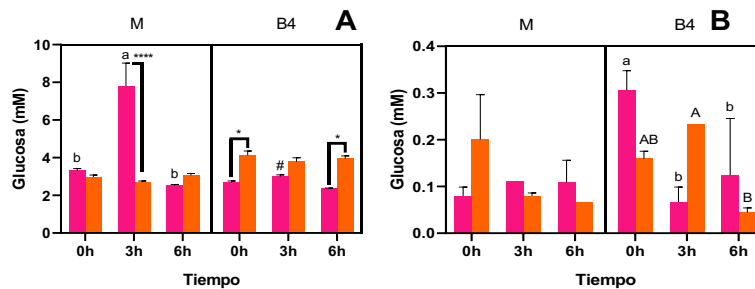 M B4 A
Glucosa (mM)
10
8
6
4
2
0
a ****
b
b
*
#
*
0h 3h 6h 0h 3h 6h
Tiempo
M B4 B
Glucosa (mM)
0.4
0.3
0.2
0.1
0.0
a
AB
b
A
b
B
0h 3h 6h 0h 3h 6h
Tiempo